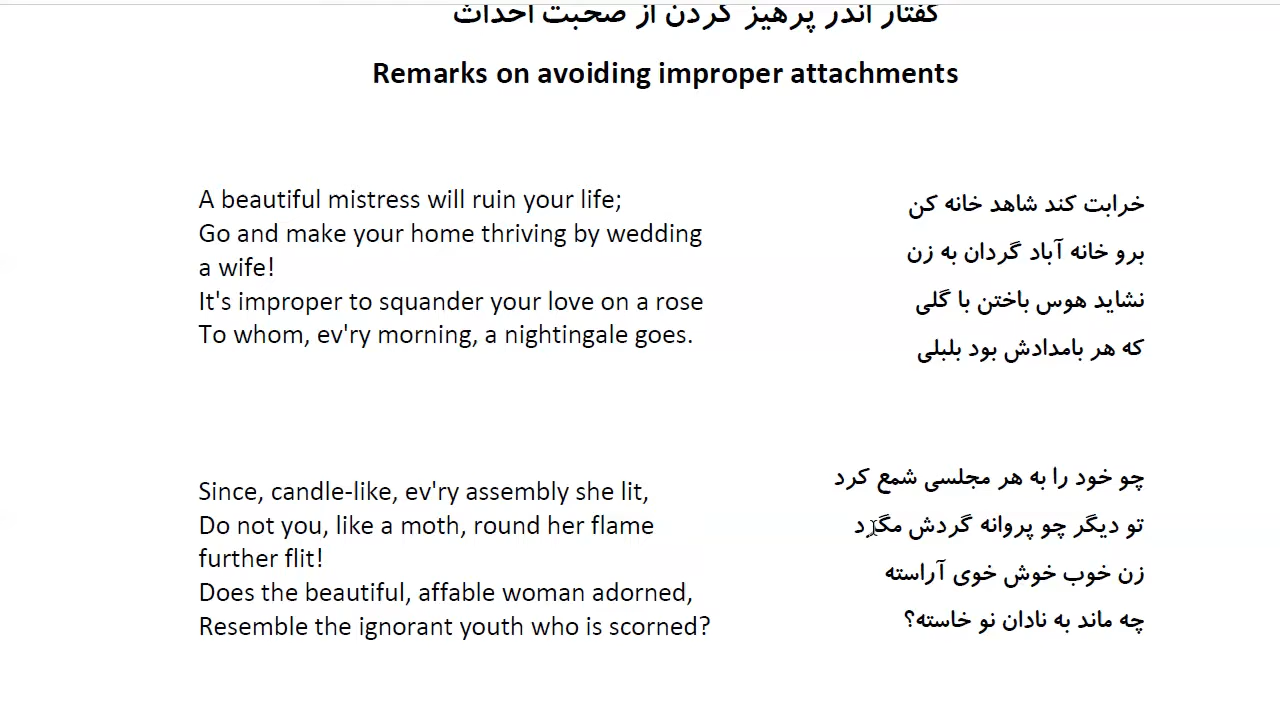 گفتار اندر پرهیز کردن از صحبت احداث
Remarks on avoiding improper attachments
A beautiful mistress will ruin your life;
Go and make your home thriving by wedding
a wife!
It's improper to squander your love on a rose
To whom, ev'ry morning, a nightingale goes.
خرابت کند شاهد خانه کن
برو خانه آباد گردان به زن
نشاید هوس باختن با گلی
که هر بامدادش بود بلبلی
Since, candle-like, ev'ry assembly she lit,
Do not you, like a moth, round her flame
further flit!
Does the beautiful, affable woman adorned,
Resemble the ignorant youth who is scorned?
چو خود را به هر مجلسی شمع کرد
تو دیگر چو پروانه گردش مگرد
زن خوب خوش خوی آراسته
چه ماند به نادان نو خاسته؟